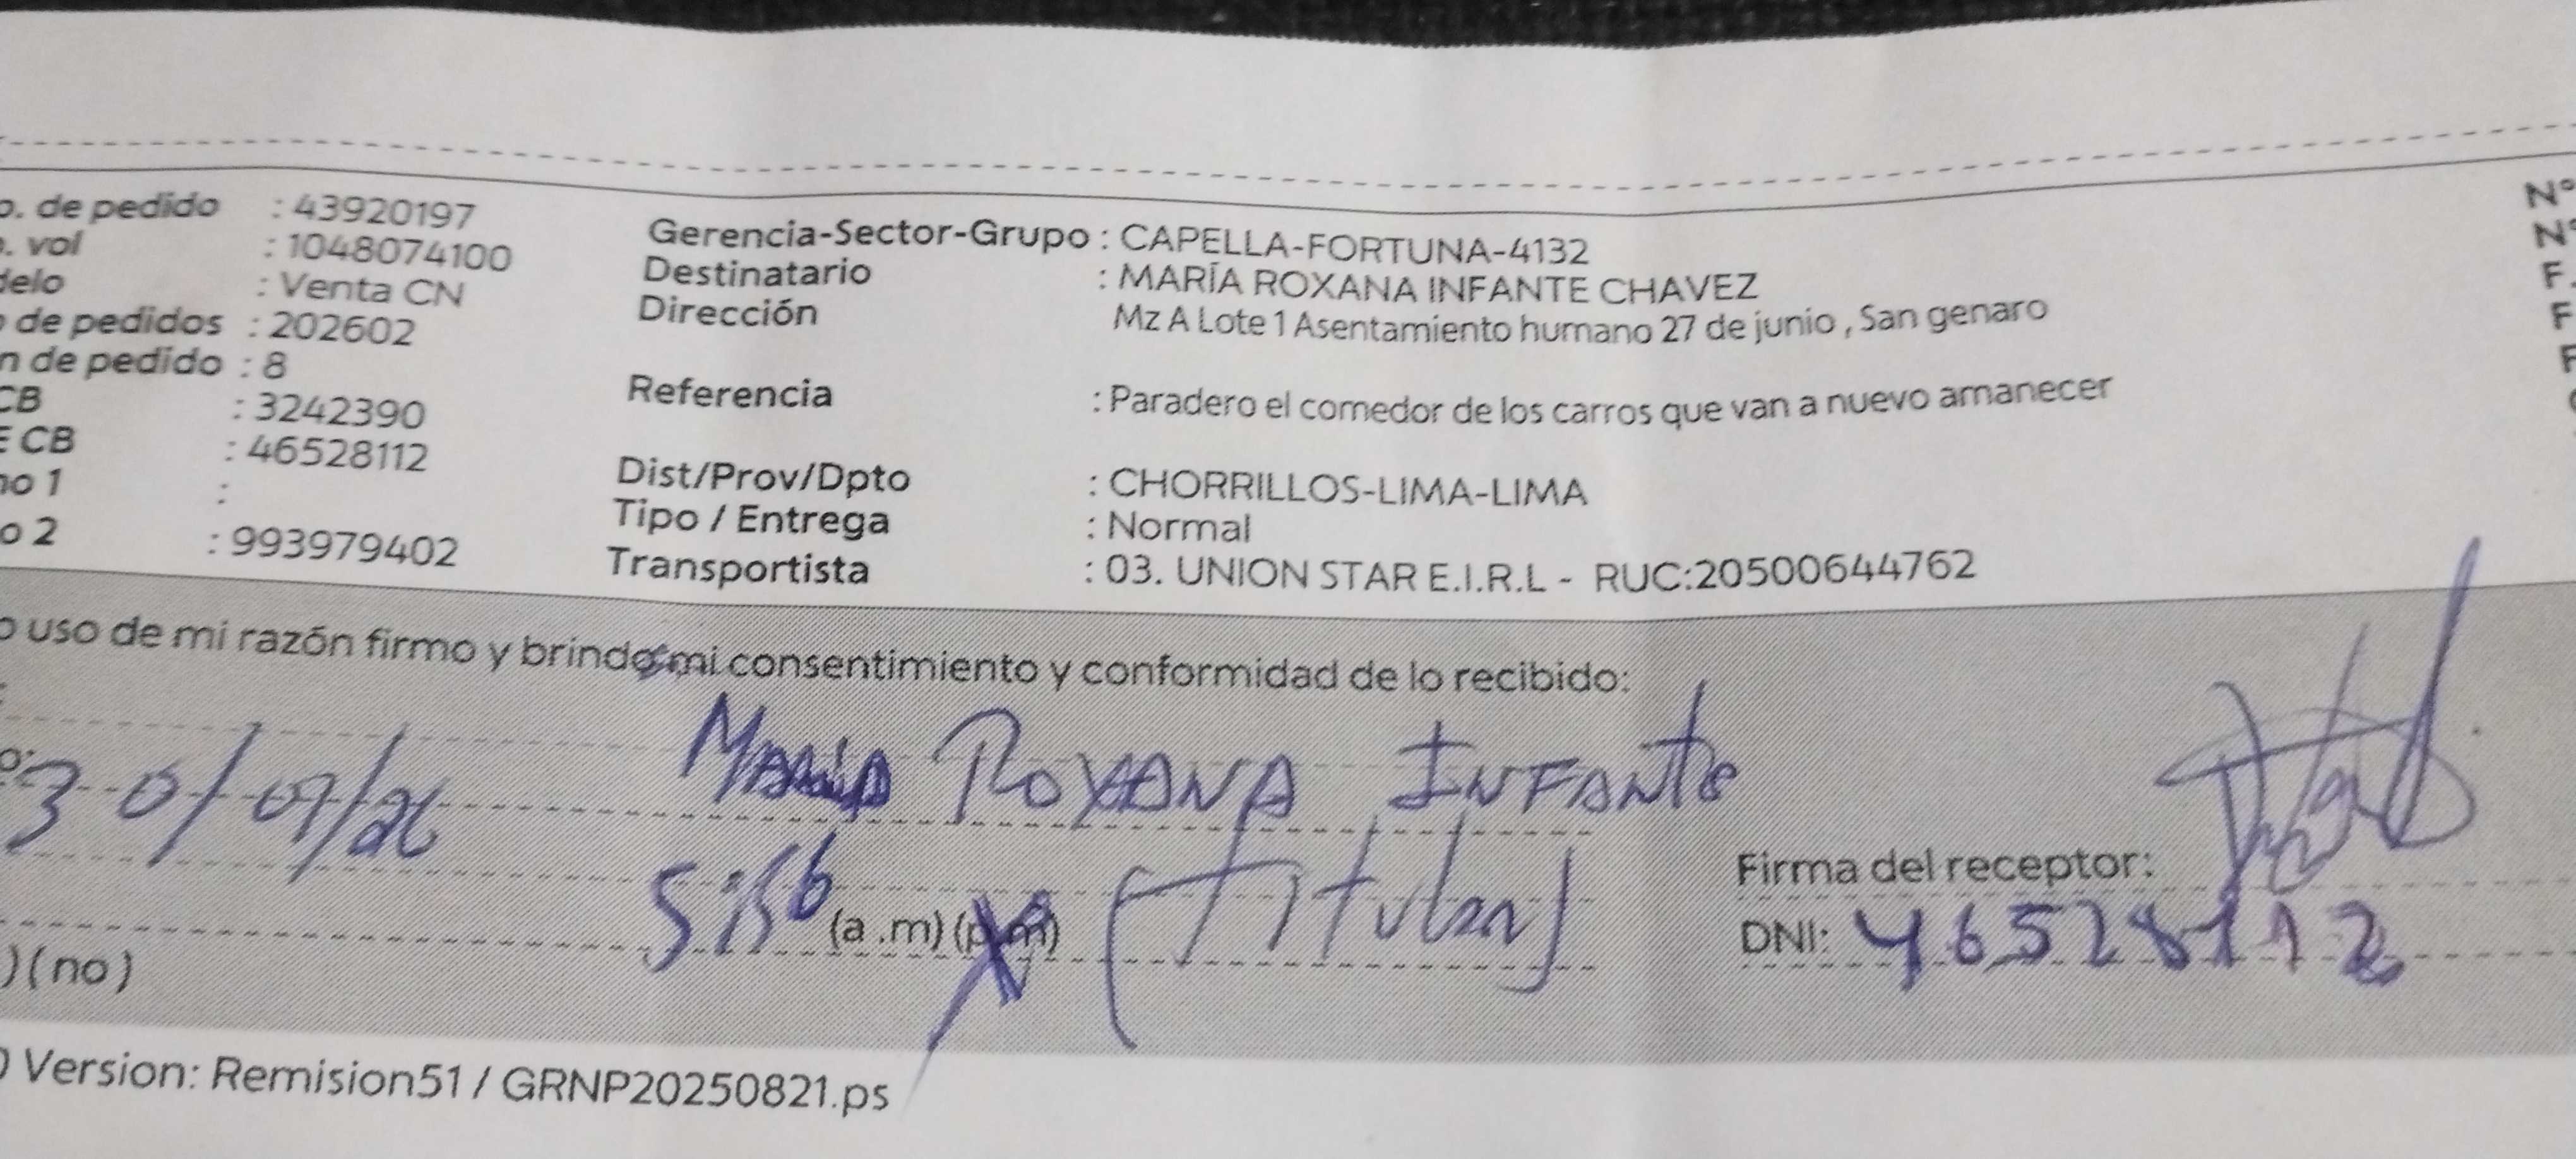 o. de pedido : 43920197
o. vol : 1048074100
delo : Venta CN
o de pedidos : 202602
n de pedido : 8
CB : 3242390
E CB : 46528112
no 1 :
o 2 : 993979402
Gerencia-Sector-Grupo : CAPELLA-FORTUNA-4132
Destinatario : MARÍA ROXANA INFANTE CHAVEZ
Dirección Mz A Lote 1 Asentamiento humano 27 de junio , San genaro
Referencia : Paradero el comedor de los carros que van a nuevo amanecer
Dist/Prov/Dpto : CHORRILLOS-LIMA-LIMA
Tipo / Entrega : Normal
Transportista : 03. UNION STAR E.I.R.L - RUC:20500644762
N°
N°
F.
F
F
o uso de mi razón firmo y brindo mi consentimiento y conformidad de lo recibido:
o: 30/01/26 MARÍA ROXANA INFANTE
5:56 (a .m) (p.m) (Titular)
Firma del receptor:
DNI: 46528112
) ( no )
Version: Remision51 / GRNP20250821.ps